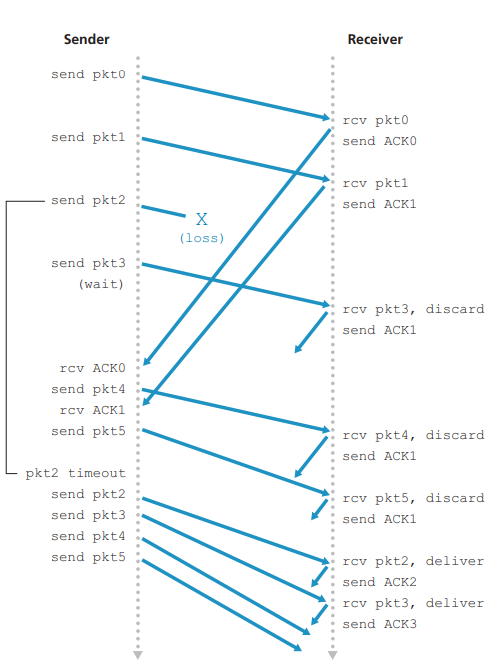 Sender
Receiver
send pkt0
rcv pkt0
send ACK0
send pkt1
rcv pkt1
send ACK1
send pkt2
X
(loss)
send pkt3
(wait)
rcv pkt3, discard
send ACK1
rcv ACK0
send pkt4
rcv ACK1
send pkt5
rcv pkt4, discard
send ACK1
pkt2 timeout
send pkt2
send pkt3
send pkt4
send pkt5
rcv pkt5, discard
send ACK1
rcv pkt2, deliver
send ACK2
rcv pkt3, deliver
send ACK3